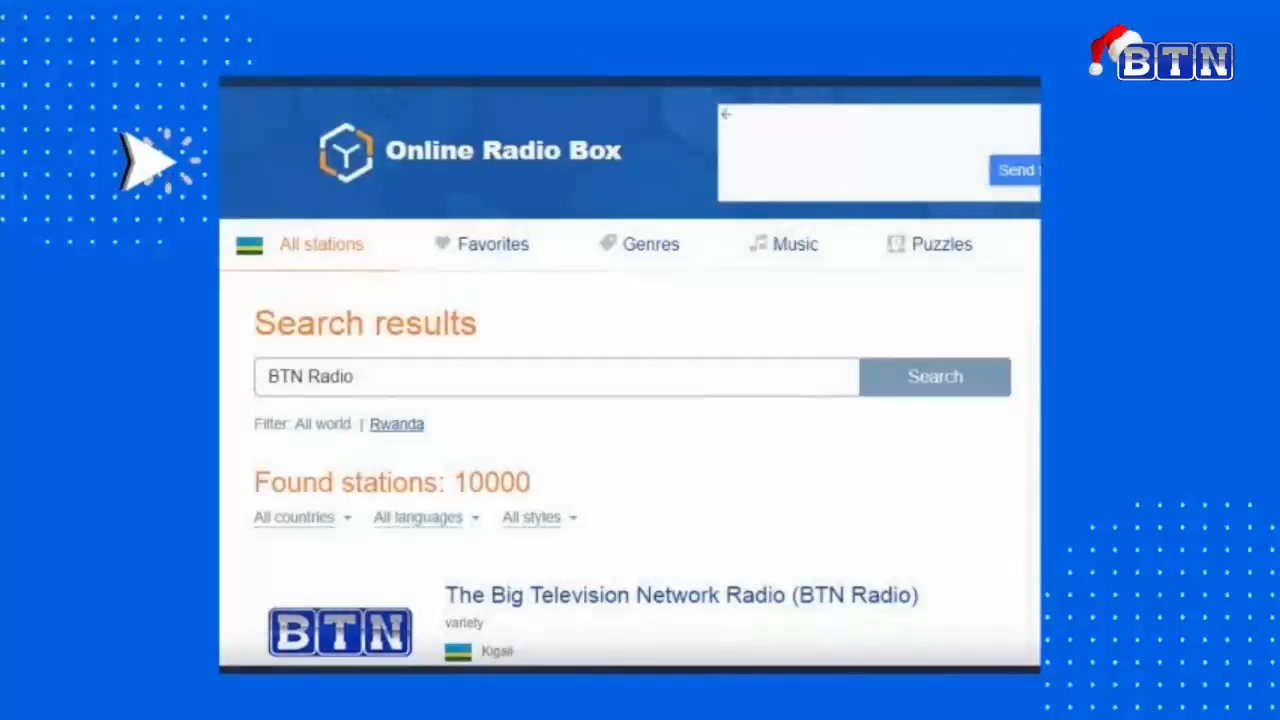 BTN
Online Radio Box
Send
All stations
Favorites
Genres
Music
Puzzles
Search results
BTN Radio
Search
Filter: All world | Rwanda
Found stations: 10000
All countries
All languages
All styles
The Big Television Network Radio (BTN Radio)
variety
BTN
Kigali